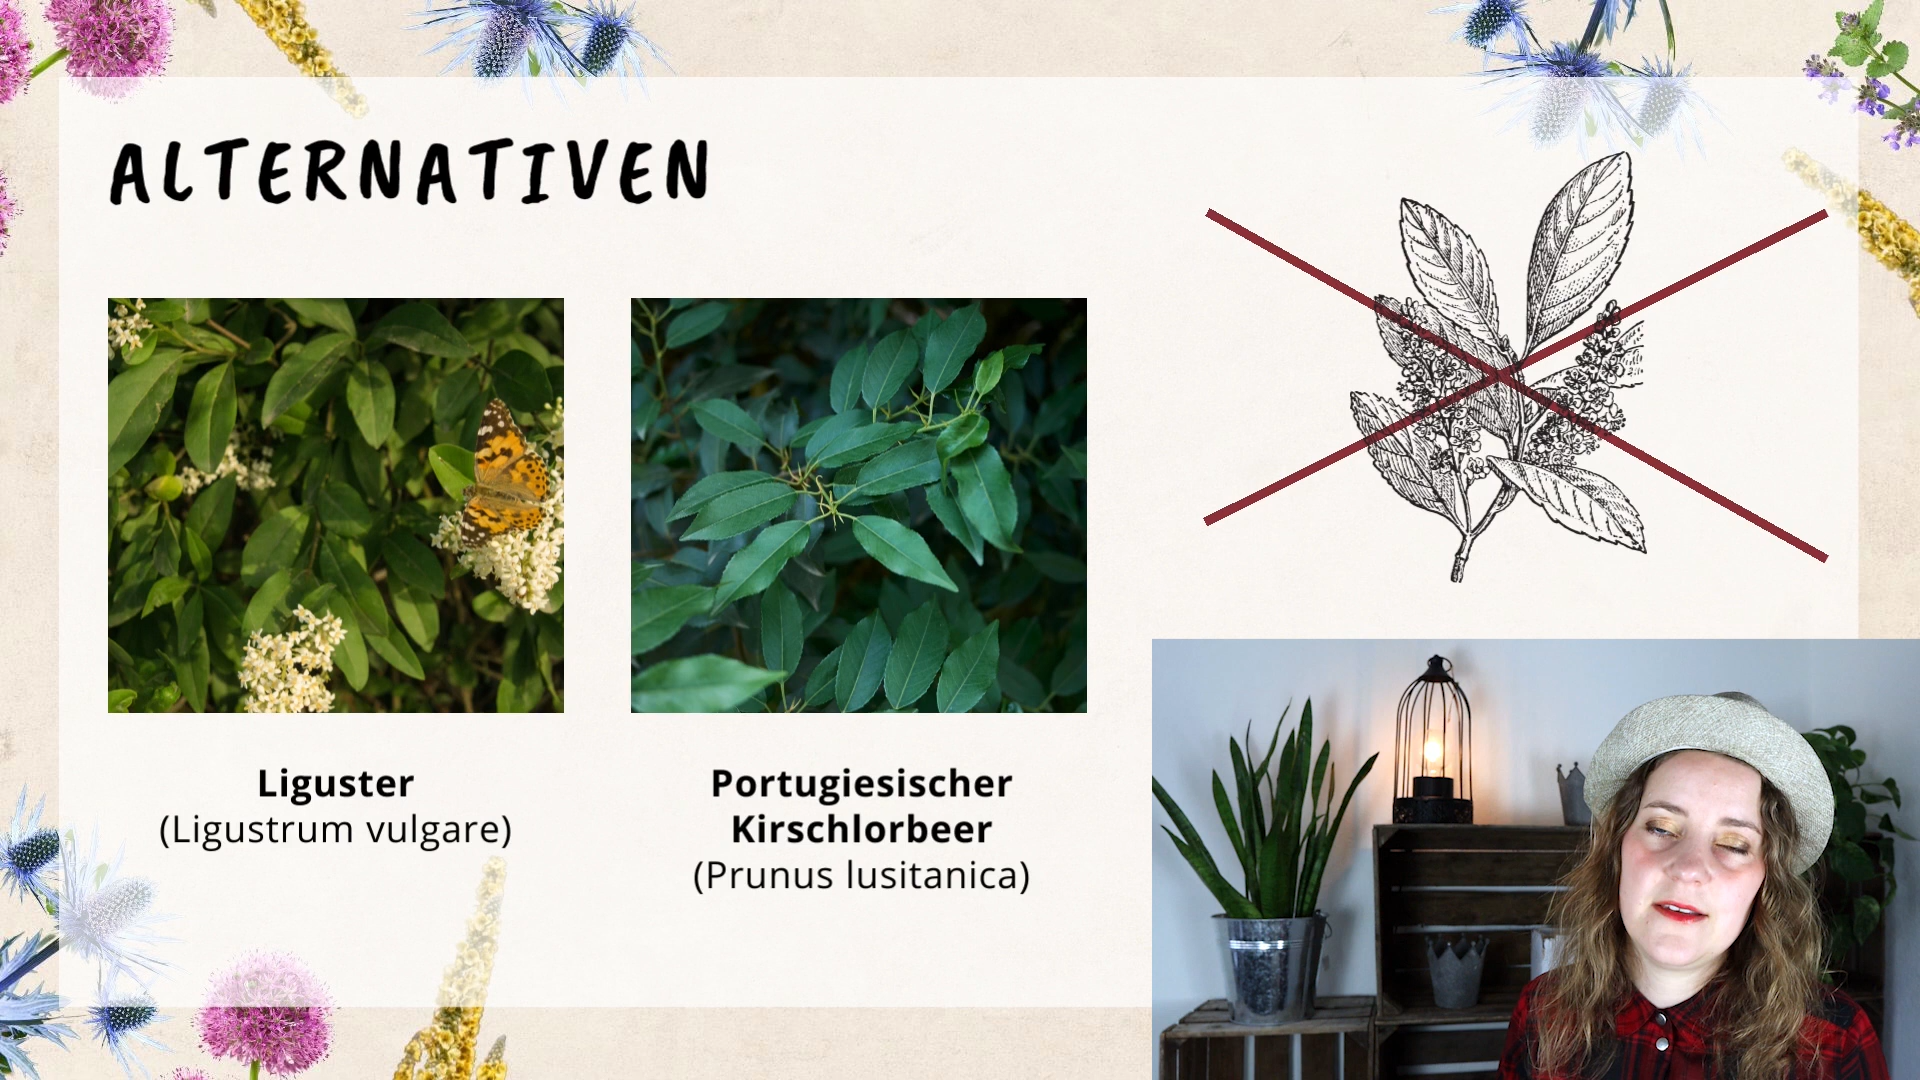 ALTERNATIVEN
Liguster
(Ligustrum vulgare)
Portugiesischer
Kirschlorbeer
(Prunus lusitanica)